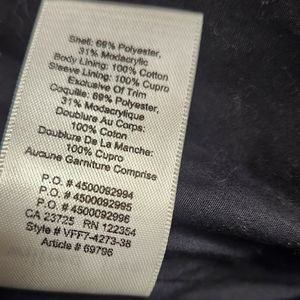 Shell: 69% Polyester,
31% Modacrylic
Body Lining: 100% Cotton
Sleeve Lining: 100% Cupro
Exclusive Of Trim
Coquille: 69% Polyester,
31% Modacrylique
Doublure Au Corps:
100% Coton
Doublure De La Manche:
100% Cupro
Aucune Garniture Comprise
P.O. # 4500092994
P.O. # 4500092995
P.O. # 4500092996
CA 23725 RN 122354
Style # VFF7-4273-38
Article # 69796